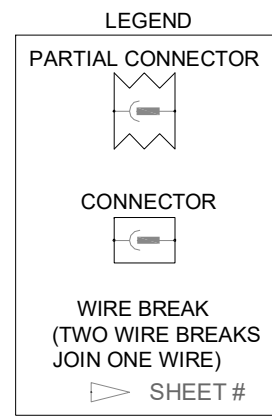 LEGEND
PARTIAL CONNECTOR
CONNECTOR
WIRE BREAK
(TWO WIRE BREAKS
JOIN ONE WIRE)
SHEET #